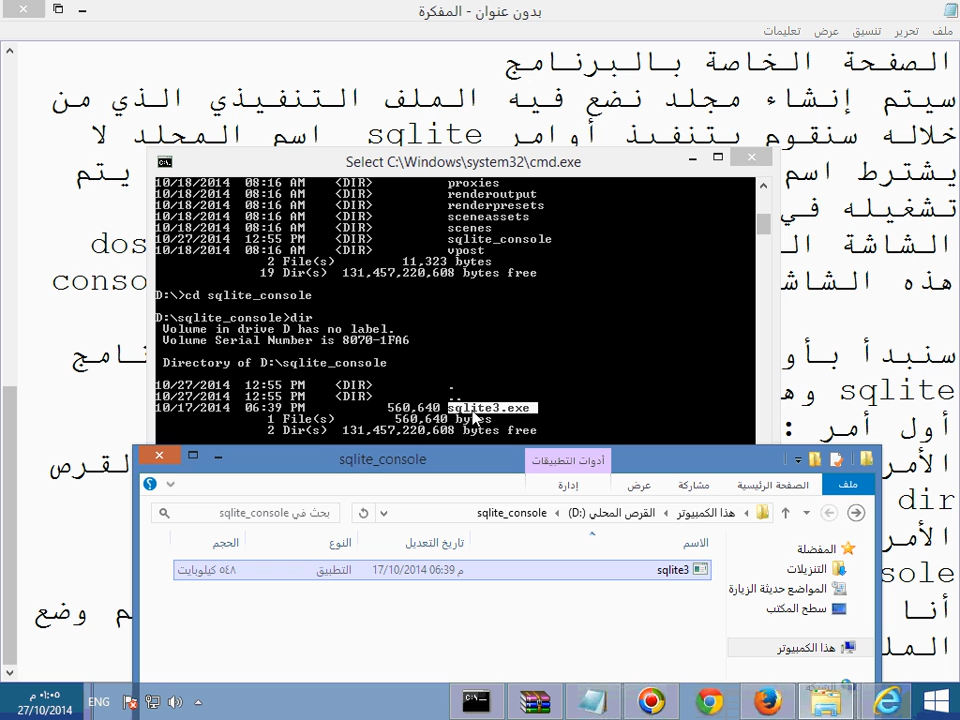 بدون عنوان - المفكرة
ملف تحرير تنسيق عرض تعليمات
الصفحة الخاصة بالبرنامج
سيتم إنشاء مجلد نضع فيه الملف التنفيذي الذي من
خلاله سنقوم بتنفيذ أوامر sqlite اسم المجلد لا
يشترط اسم يتم
تشغيله في
الشاشة dos
هذه الشاش conso
سنبدأ بأو نامج
sqlite وه
أول أمر :
الأمر القرص
dir
الأمر
sole
أنا م وضع
الملف
Select C:\Windows\system32\cmd.exe
10/18/2014 08:16 AM <DIR> proxies
10/18/2014 08:16 AM <DIR> renderoutput
10/18/2014 08:16 AM <DIR> renderpresets
10/18/2014 08:16 AM <DIR> sceneassets
10/18/2014 08:16 AM <DIR> scenes
10/27/2014 12:55 PM <DIR> sqlite_console
10/18/2014 08:16 AM <DIR> vpost
2 File(s) 11,323 bytes
19 Dir(s) 131,457,220,608 bytes free
D:\>cd sqlite_console
D:\sqlite_console>dir
Volume in drive D has no label.
Volume Serial Number is 8070-1FA6
Directory of D:\sqlite_console
10/27/2014 12:55 PM <DIR> .
10/27/2014 12:55 PM <DIR> ..
10/17/2014 06:39 PM 560,640 sqlite3.exe
1 File(s) 560,640 bytes
2 Dir(s) 131,457,220,608 bytes free
sqlite_console
أدوات التطبيقات
ملف الصفحة الرئيسية مشاركة عرض إدارة
هذا الكمبيوتر القرص المحلي (D:) sqlite_console
بحث في sqlite_console
الاسم تاريخ التعديل النوع الحجم
sqlite3 17/10/2014 06:39 م التطبيق ٥٤٨ كيلوبايت
المفضلة
التنزيلات
المواضع حديثة الزيارة
سطح المكتب
هذا الكمبيوتر
ENG
٠١:٠٥ م
27/10/2014